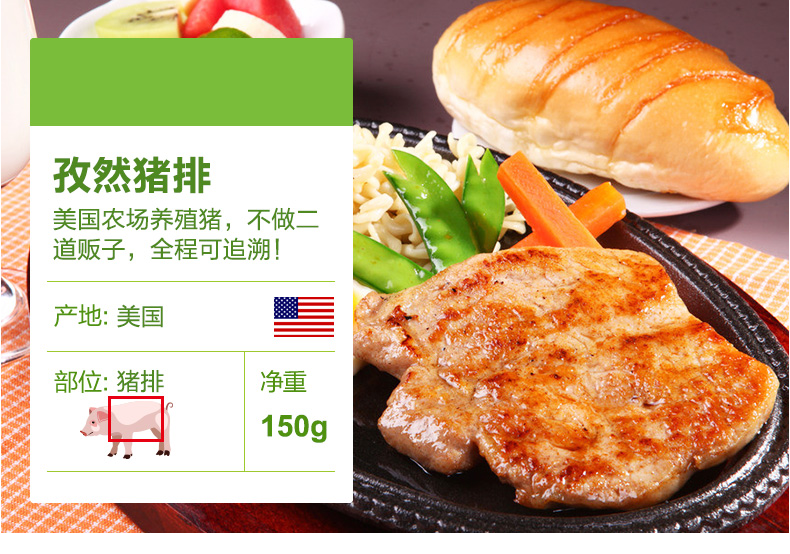 孜然猪排
美国农场养殖猪，不做二
道贩子，全程可追溯！
产地: 美国
部位: 猪排
净重
150g